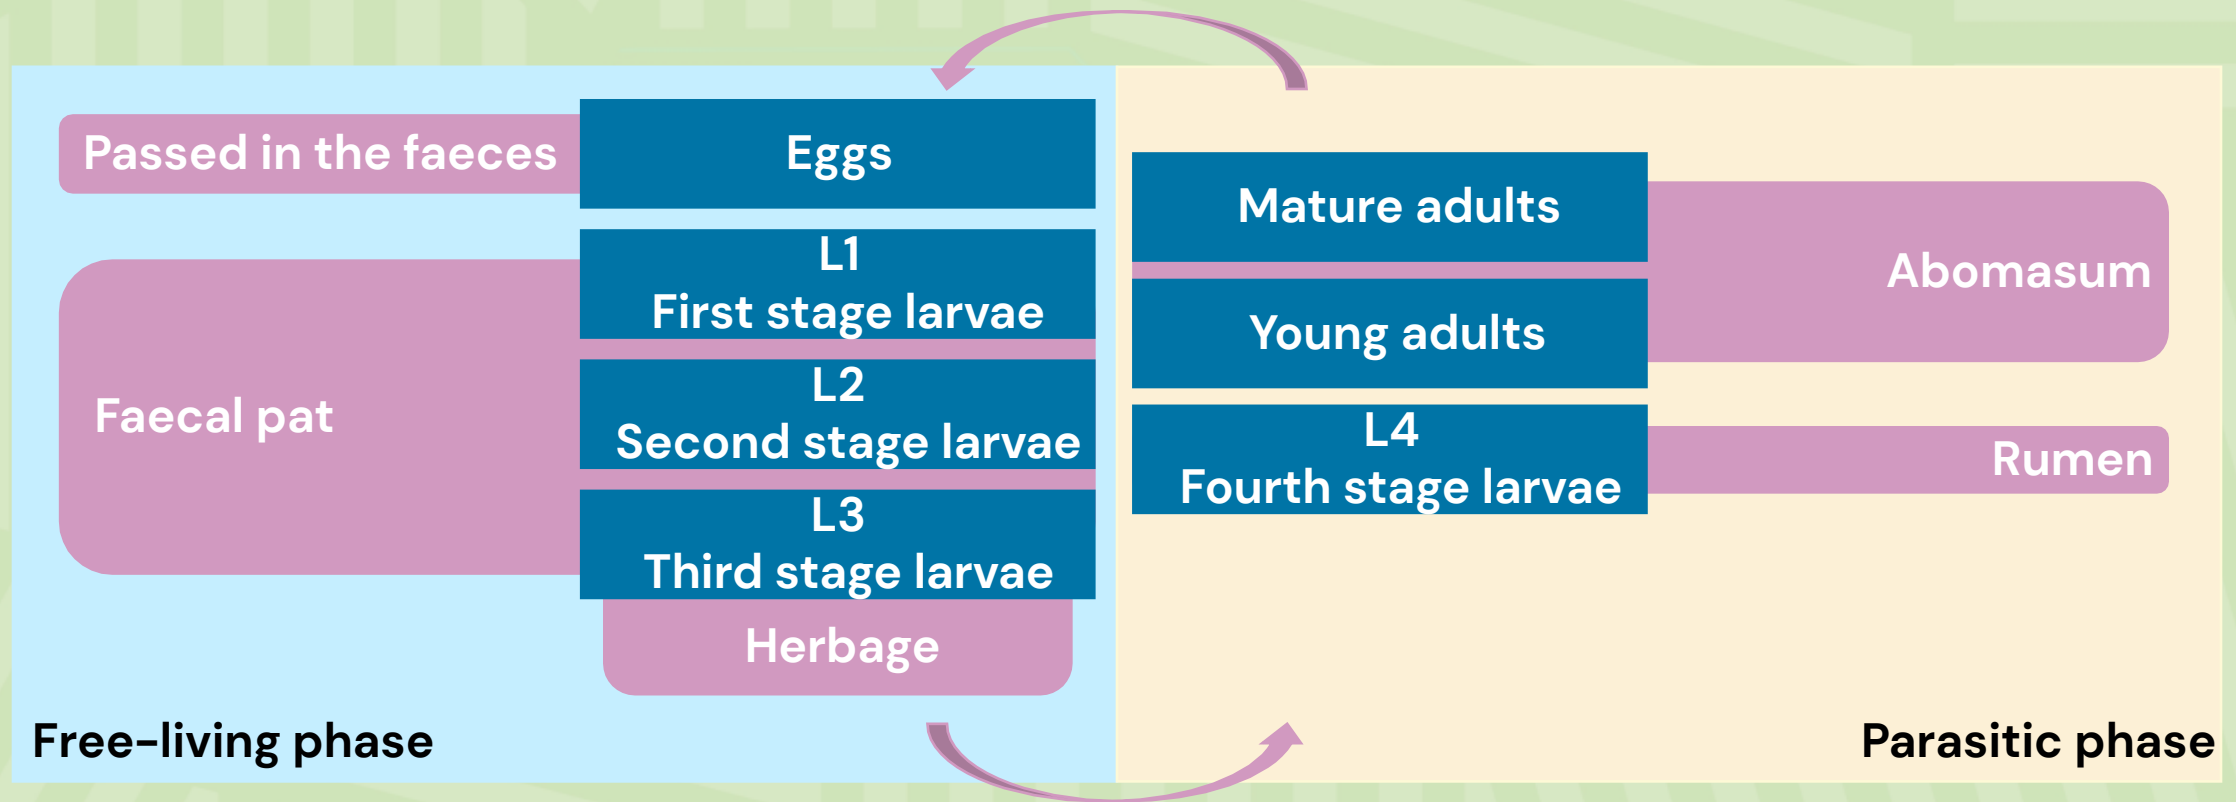 Passed in the faeces
Eggs
L1
First stage larvae
Faecal pat
L2
Second stage larvae
L3
Third stage larvae
Herbage
Free-living phase
Mature adults
Abomasum
Young adults
L4
Fourth stage larvae
Rumen
Parasitic phase